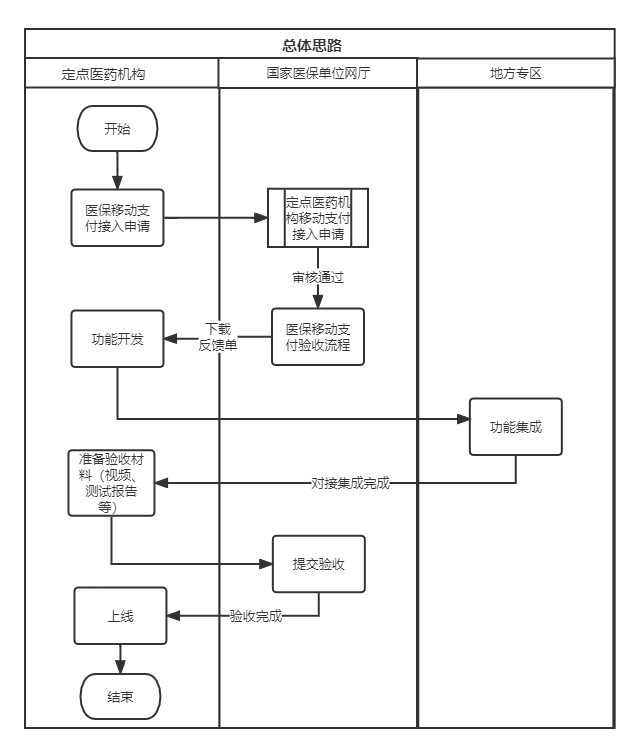 总体思路
定点医药机构
国家医保单位网厅
地方专区
开始
医保移动支
付接入申请
定点医药机
构移动支付
接入申请
审核通过
医保移动支
付验收流程
下载
反馈单
功能开发
功能集成
对接集成完成
准备验收材
料（视频、
测试报告
等）
提交验收
验收完成
上线
结束